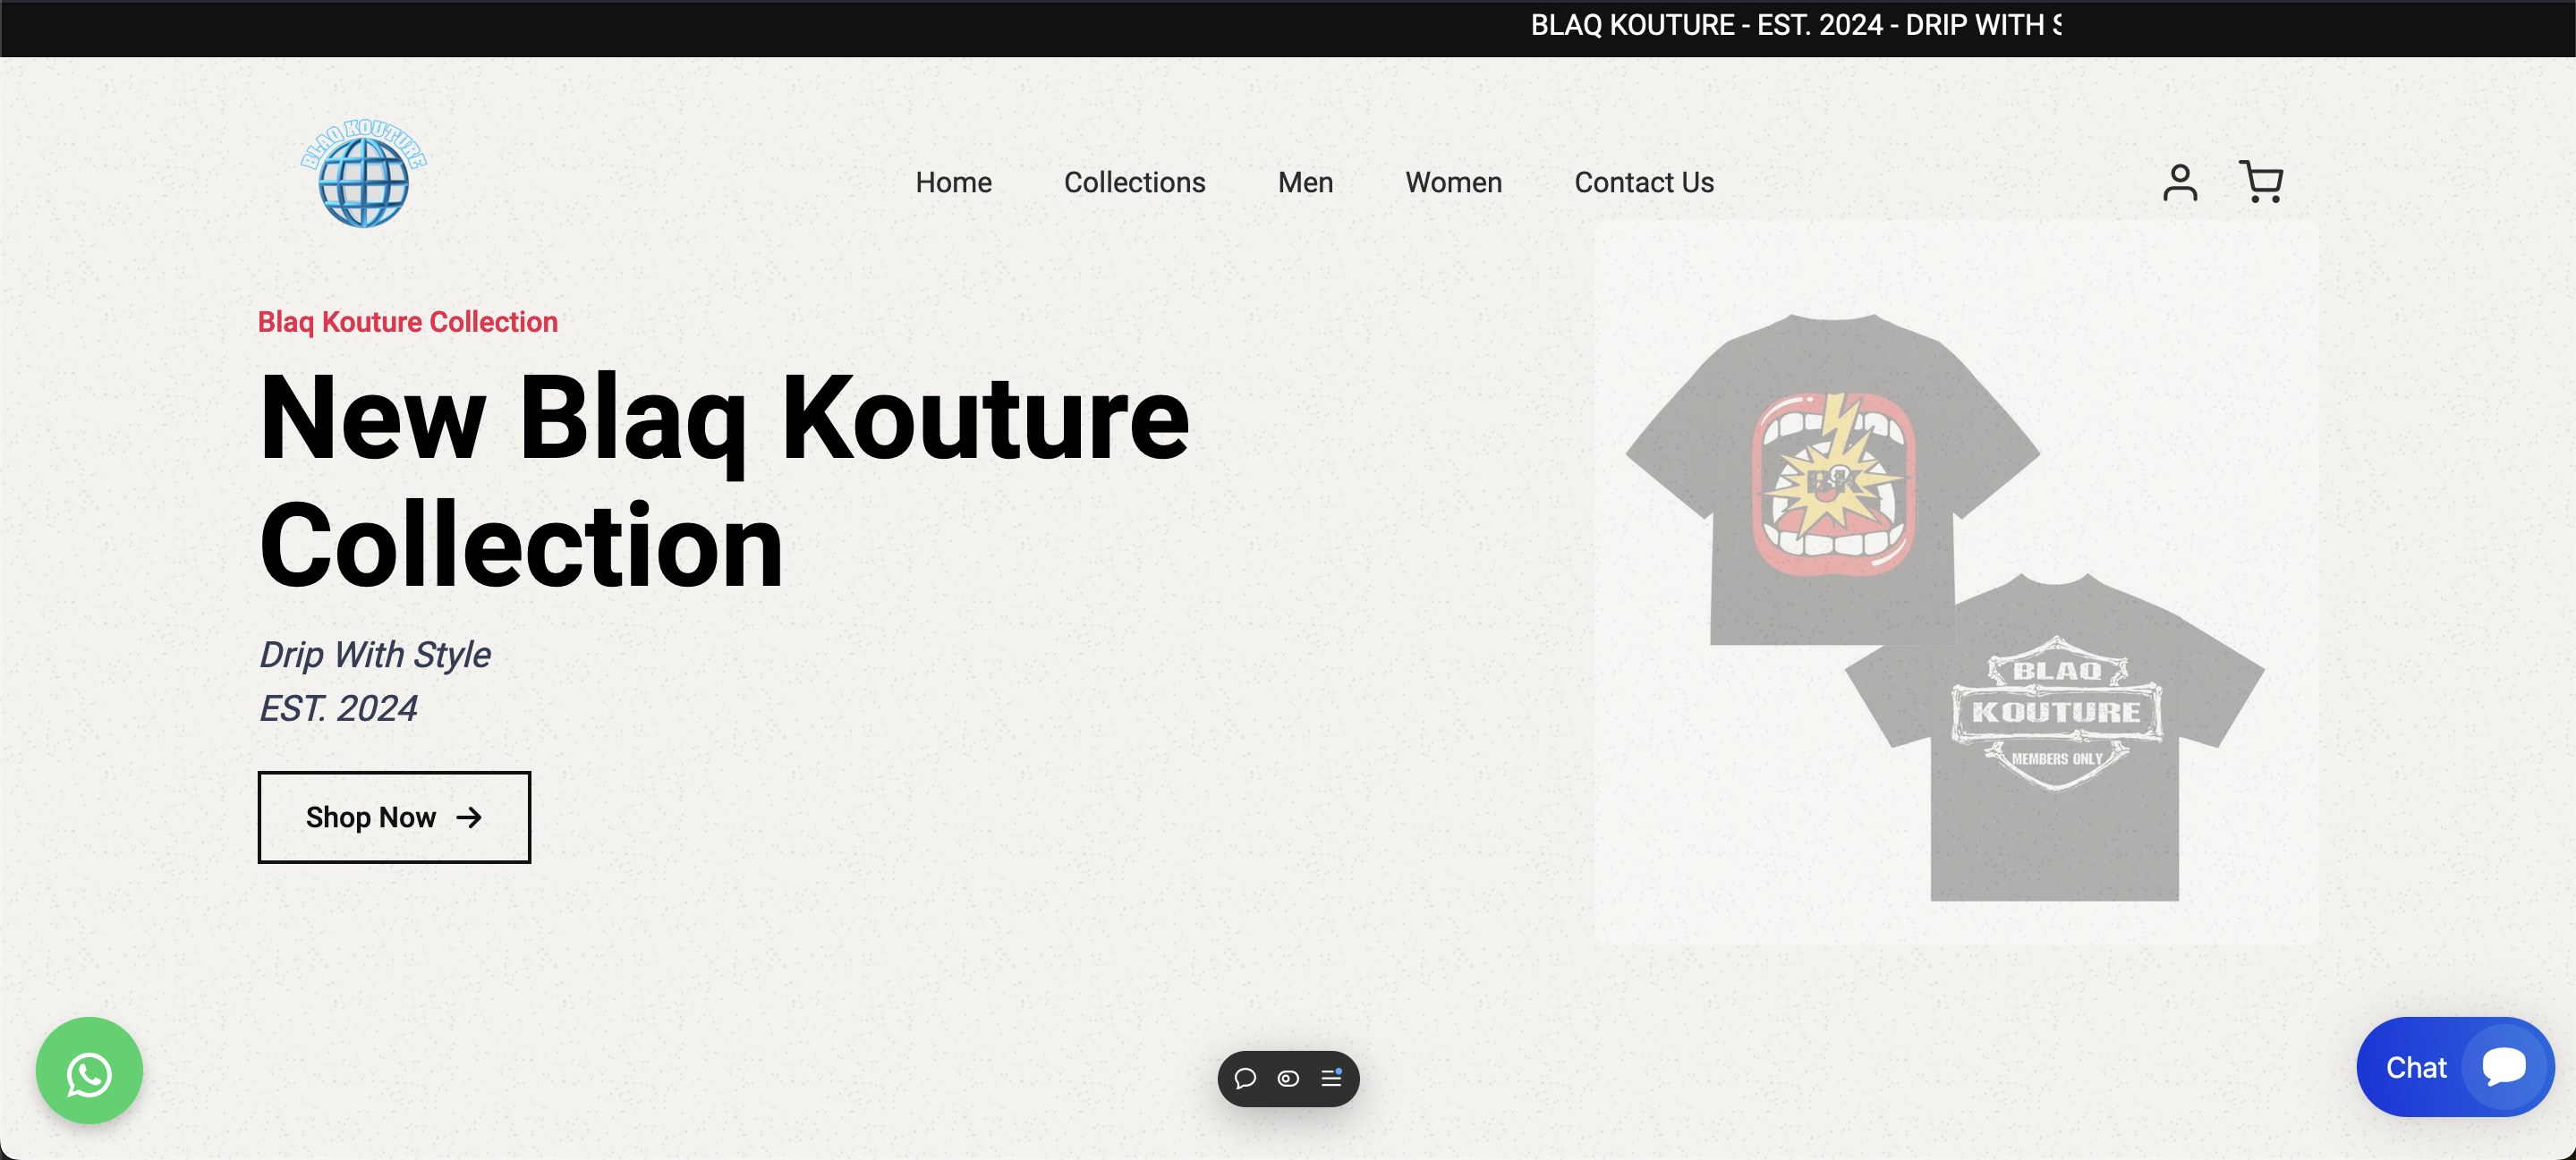 BLAQ KOUTURE - EST. 2024 - DRIP WITH
BLAQ KOUTURE
Home
Collections
Men
Women
Contact Us
Blaq Kouture Collection
New Blaq Kouture
Collection
Drip With Style
EST. 2024
Shop Now
BK
BLAQ
KOUTURE
MEMBERS ONLY
Chat